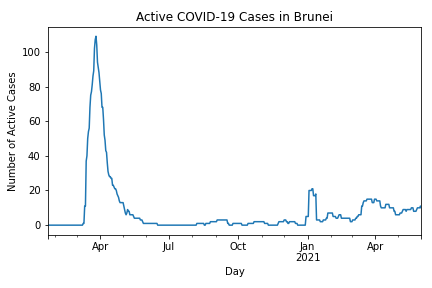 Active COVID-19 Cases in Brunei
Number of Active Cases
100
80
60
40
20
0
Apr
Jul
Oct
Jan
2021
Apr
Day